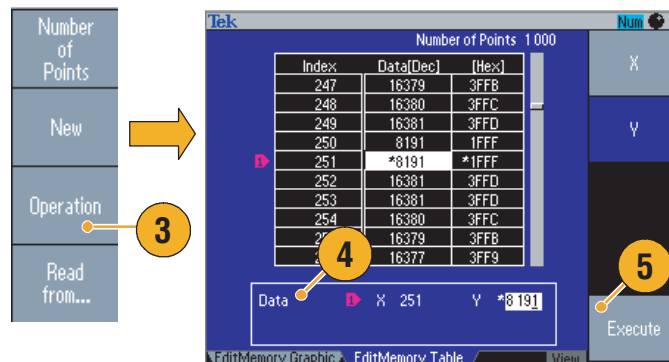 Number
of
Points
New
Operation
Read
from...
3
Tek
Num
Number of Points 1 000
Index Data[Dec] [Hex]
247 16379 3FFB
248 16380 3FFC
249 16381 3FFD
250 8191 1FFF
1 251 *8191 *1FFF
252 16381 3FFD
253 16381 3FFD
254 16380 3FFC
16379 3FFB
16377 3FF9
4
Data 1 X 251 Y *8 191
X
Y
5
Execute
EditMemory Graphic EditMemory Table View